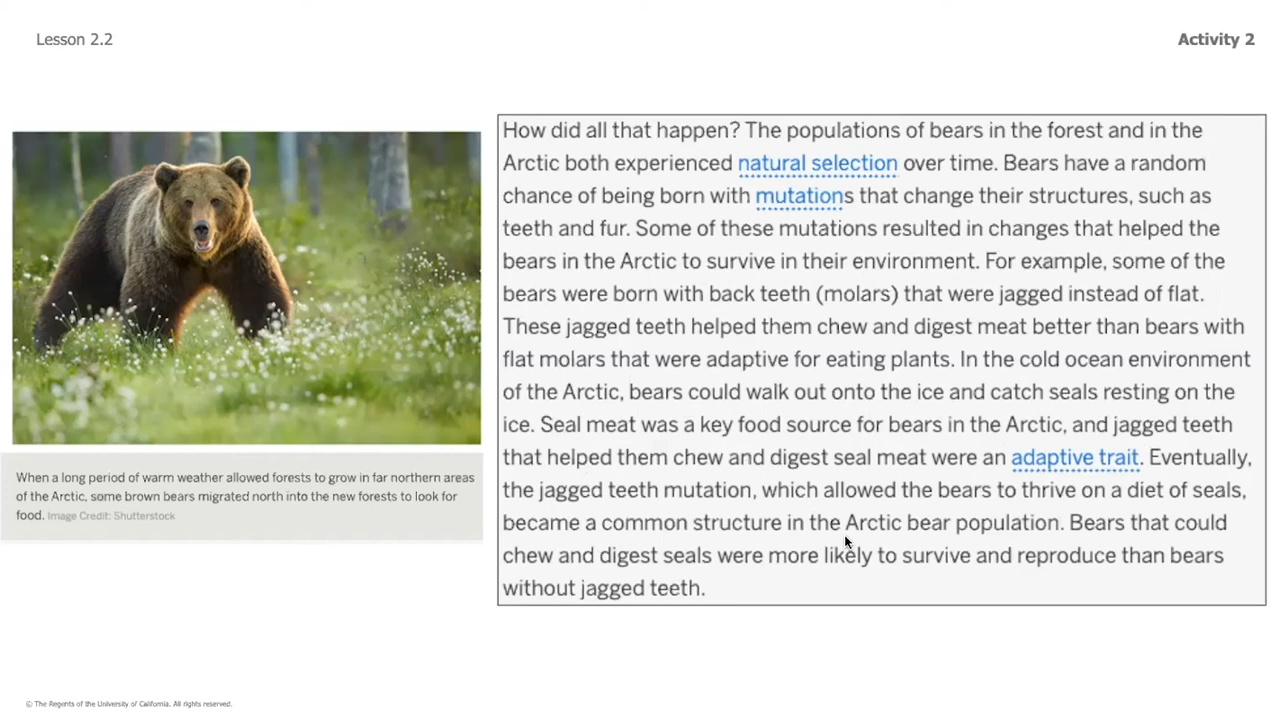 Lesson 2.2
Activity 2
How did all that happen? The populations of bears in the forest and in the
Arctic both experienced natural selection over time. Bears have a random
chance of being born with mutations that change their structures, such as
teeth and fur. Some of these mutations resulted in changes that helped the
bears in the Arctic to survive in their environment. For example, some of the
bears were born with back teeth (molars) that were jagged instead of flat.
These jagged teeth helped them chew and digest meat better than bears with
flat molars that were adaptive for eating plants. In the cold ocean environment
of the Arctic, bears could walk out onto the ice and catch seals resting on the
ice. Seal meat was a key food source for bears in the Arctic, and jagged teeth
that helped them chew and digest seal meat were an adaptive trait. Eventually,
the jagged teeth mutation, which allowed the bears to thrive on a diet of seals,
became a common structure in the Arctic bear population. Bears that could
chew and digest seals were more likely to survive and reproduce than bears
without jagged teeth.
When a long period of warm weather allowed forests to grow in far northern areas
of the Arctic, some brown bears migrated north into the new forests to look for
food. Image Credit: Shutterstock
© The Regents of the University of California. All rights reserved.